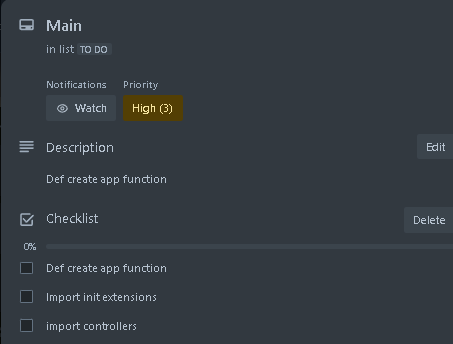 Main
in list TO DO
Notifications Priority
Watch High (3)
Description Edit
Def create app function
Checklist Delete
0%
Def create app function
Import init extensions
import controllers